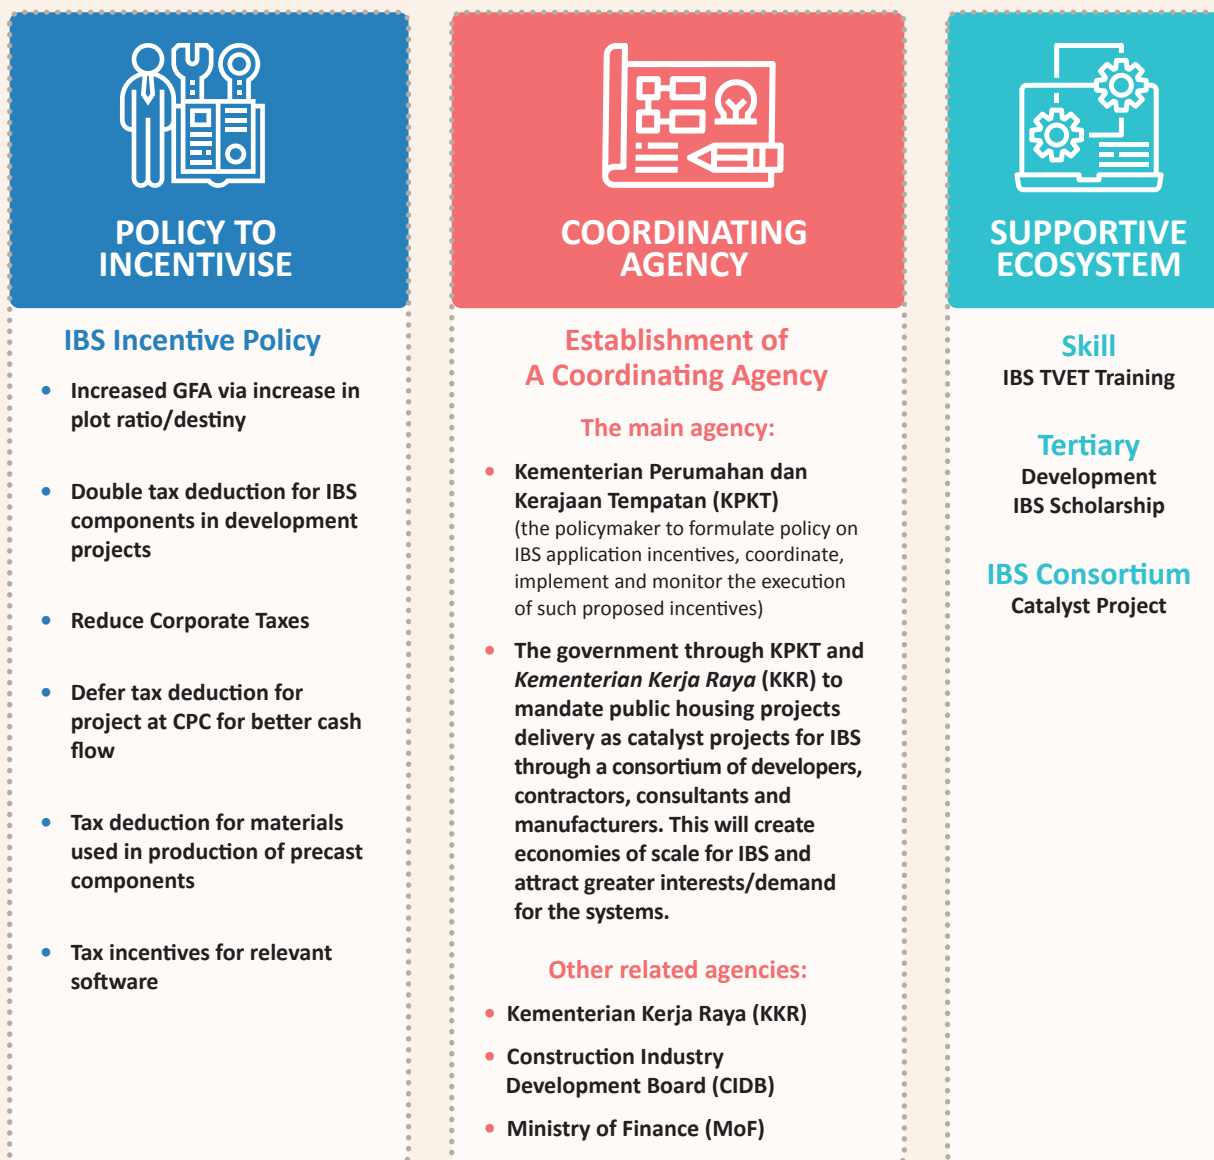 POLICY TO
INCENTIVISE
IBS Incentive Policy
• Increased GFA via increase in
plot ratio/destiny
• Double tax deduction for IBS
components in development
projects
• Reduce Corporate Taxes
• Defer tax deduction for
project at CPC for better cash
flow
• Tax deduction for materials
used in production of precast
components
• Tax incentives for relevant
software
COORDINATING
AGENCY
Establishment of
A Coordinating Agency
The main agency:
• Kementerian Perumahan dan
Kerajaan Tempatan (KPKT)
(the policymaker to formulate policy on
IBS application incentives, coordinate,
implement and monitor the execution
of such proposed incentives)
• The government through KPKT and
Kementerian Kerja Raya (KKR) to
mandate public housing projects
delivery as catalyst projects for IBS
through a consortium of developers,
contractors, consultants and
manufacturers. This will create
economies of scale for IBS and
attract greater interests/demand
for the systems.
Other related agencies:
• Kementerian Kerja Raya (KKR)
• Construction Industry
Development Board (CIDB)
• Ministry of Finance (MoF)
SUPPORTIVE
ECOSYSTEM
Skill
IBS TVET Training
Tertiary
Development
IBS Scholarship
IBS Consortium
Catalyst Project